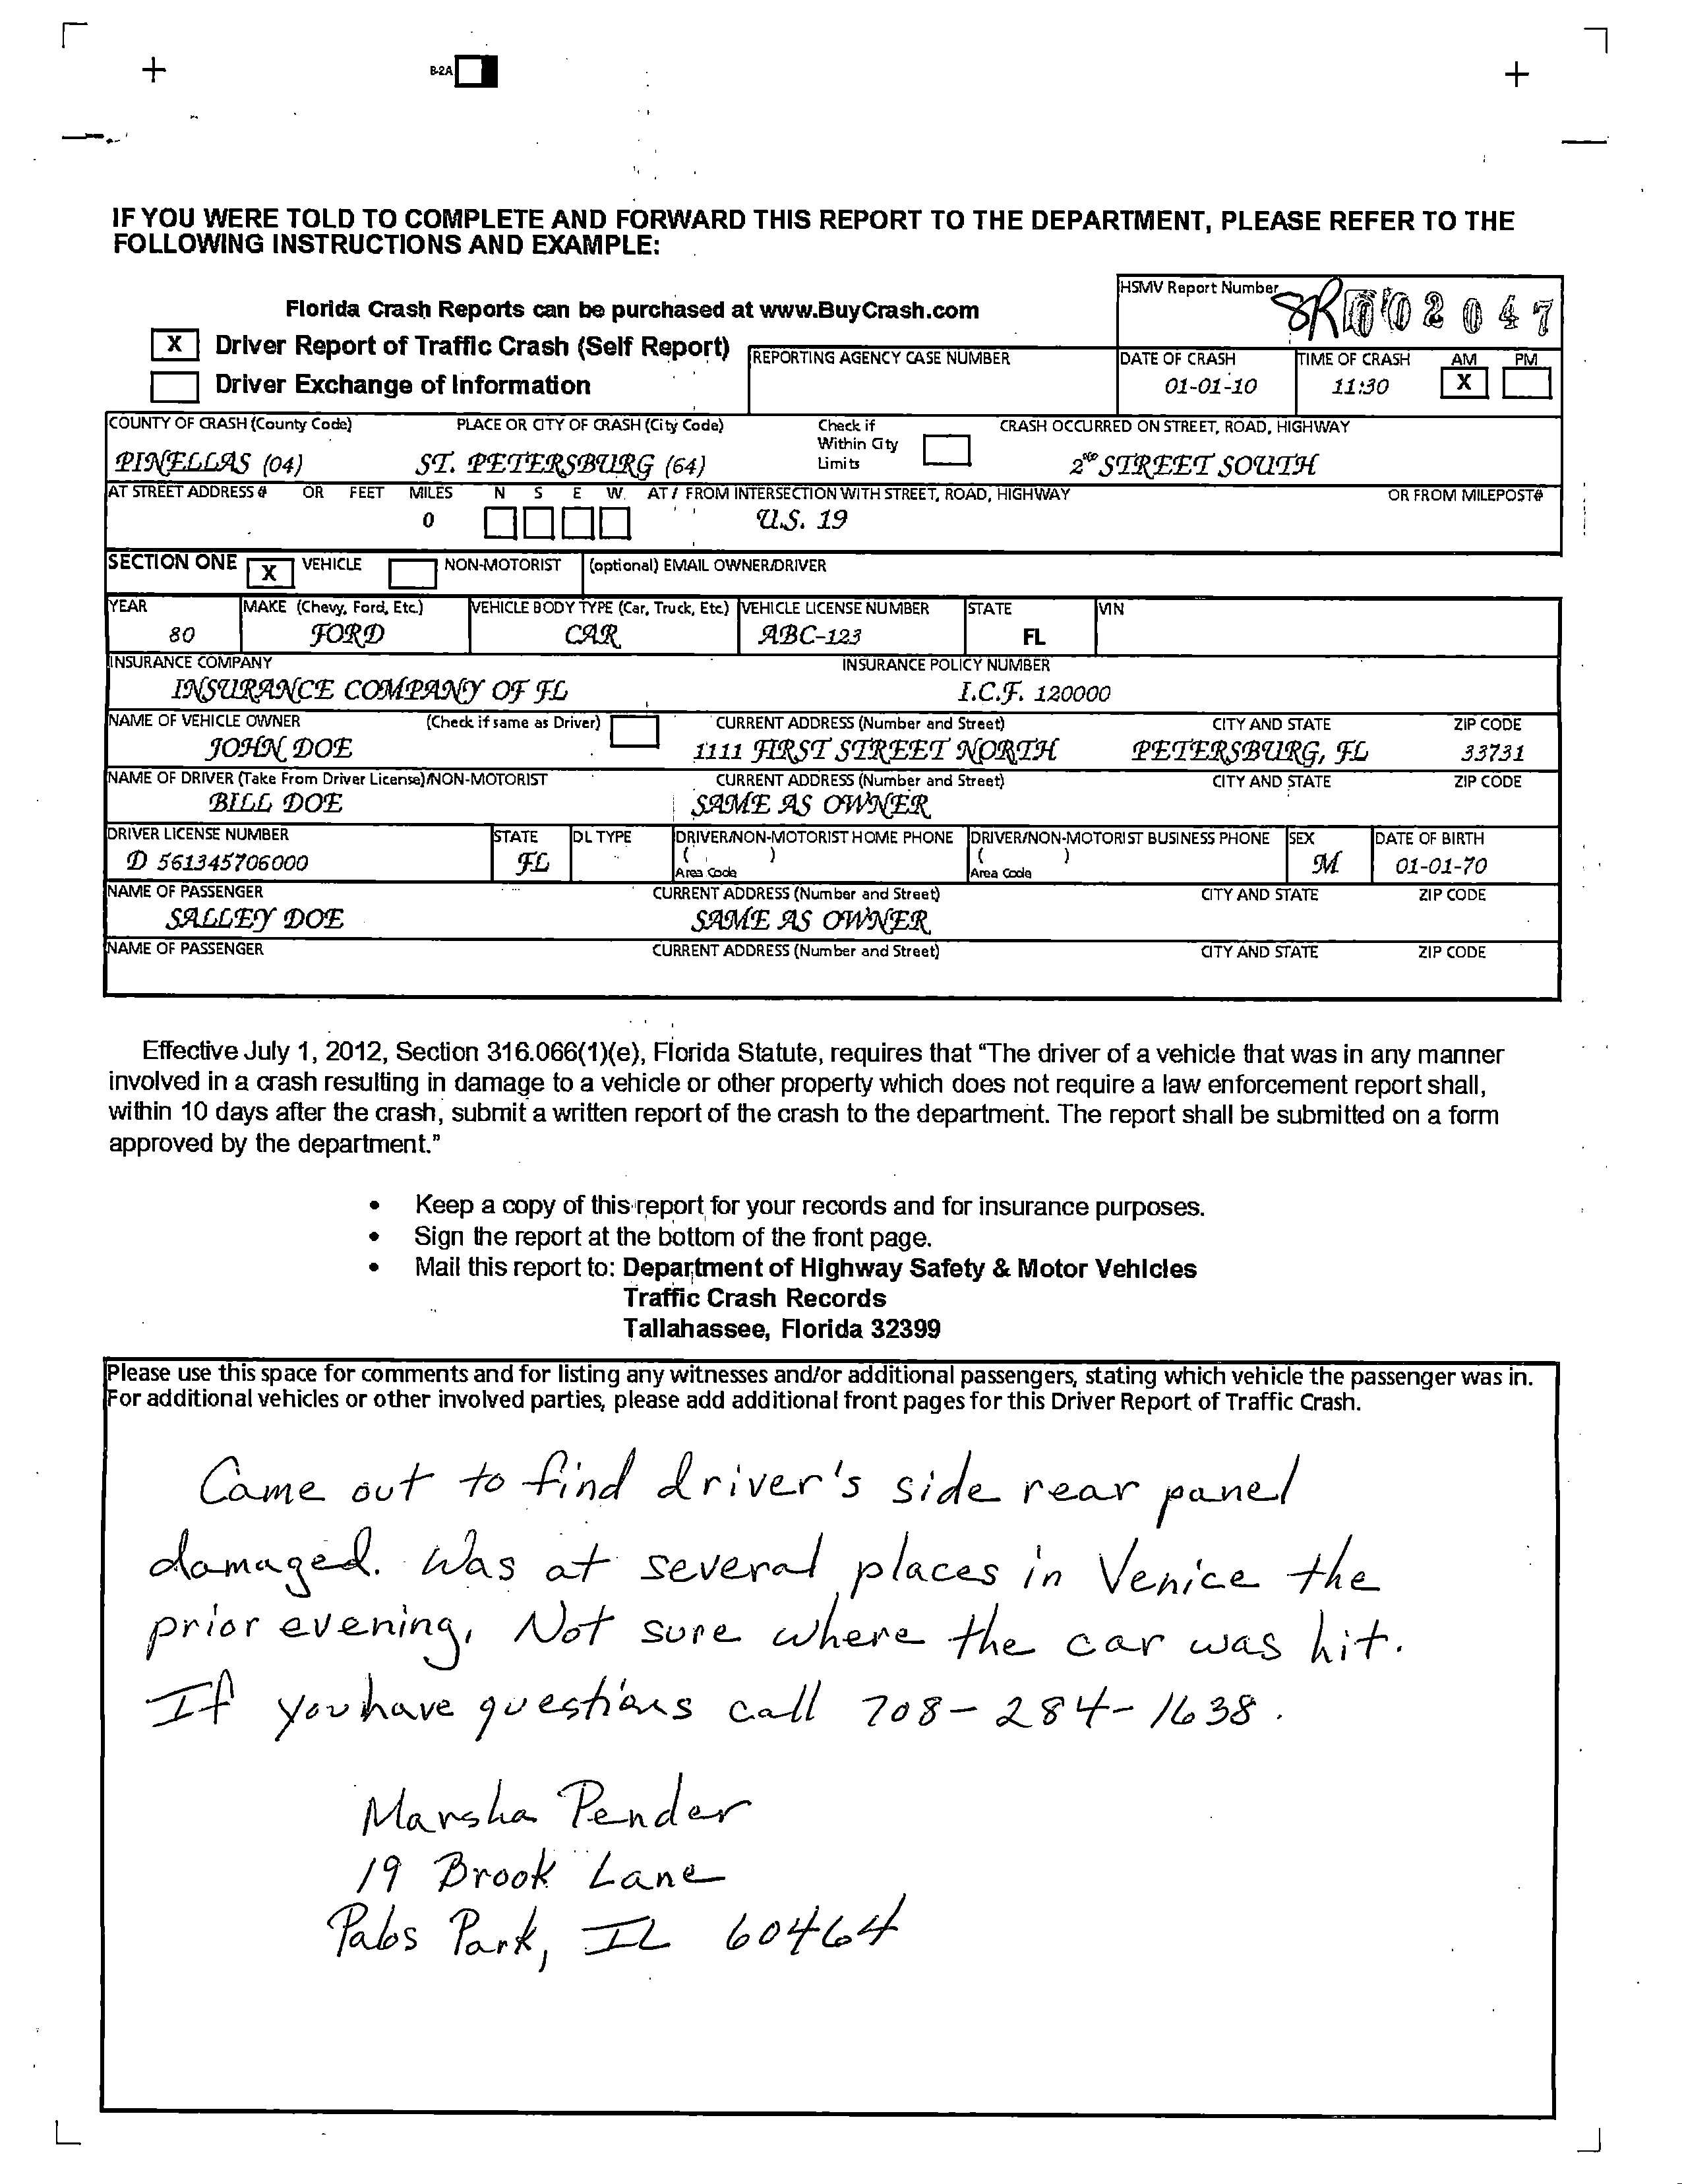 B-2A
IF YOU WERE TOLD TO COMPLETE AND FORWARD THIS REPORT TO THE DEPARTMENT, PLEASE REFER TO THE
FOLLOWING INSTRUCTIONS AND EXAMPLE:
Florida Crash Reports can be purchased at www.BuyCrash.com
HSMV Report Number
02047
X Driver Report of Traffic Crash (Self Report)
Driver Exchange of Information
REPORTING AGENCY CASE NUMBER
DATE OF CRASH TIME OF CRASH AM PM
01-01-10 11:30 X
COUNTY OF CRASH (County Code) PLACE OR CITY OF CRASH (City Code) Check if Within City Limits CRASH OCCURRED ON STREET, ROAD, HIGHWAY
PINELLAS (04) ST. PETERSBURG (64) STREET SOUTH
AT STREET ADDRESS # OR FEET MILES N S E W AT / FROM INTERSECTION WITH STREET, ROAD, HIGHWAY OR FROM MILEPOST#
0 U.S. 19
SECTION ONE X VEHICLE NON-MOTORIST (optional) EMAIL OWNER/DRIVER
YEAR MAKE (Chevy, Ford, Etc.) VEHICLE BODY TYPE (Car, Truck, Etc.) VEHICLE LICENSE NUMBER STATE VIN
80 FORD CAR ABC-123 FL
INSURANCE COMPANY INSURANCE POLICY NUMBER
INSURANCE COMPANY OF FL I.C.F. 120000
NAME OF VEHICLE OWNER (Check if same as Driver) CURRENT ADDRESS (Number and Street) CITY AND STATE ZIP CODE
JOHN DOE 1111 FIRST STREET NORTH PETERSBURG, FL 33731
NAME OF DRIVER (Take From Driver License)/NON-MOTORIST CURRENT ADDRESS (Number and Street) CITY AND STATE ZIP CODE
BILL DOE SAME AS OWNER
DRIVER LICENSE NUMBER STATE DL TYPE DRIVER/NON-MOTORIST HOME PHONE DRIVER/NON-MOTORIST BUSINESS PHONE SEX DATE OF BIRTH
D 561345706000 FL ( ) ( ) M 01-01-70
Area Code Area Code
NAME OF PASSENGER CURRENT ADDRESS (Number and Street) CITY AND STATE ZIP CODE
SALLEY DOE SAME AS OWNER
NAME OF PASSENGER CURRENT ADDRESS (Number and Street) CITY AND STATE ZIP CODE
Effective July 1, 2012, Section 316.066(1)(e), Florida Statute, requires that “The driver of a vehicle that was in any manner
involved in a crash resulting in damage to a vehicle or other property which does not require a law enforcement report shall,
within 10 days after the crash, submit a written report of the crash to the department. The report shall be submitted on a form
approved by the department.”
• Keep a copy of this report for your records and for insurance purposes.
• Sign the report at the bottom of the front page.
• Mail this report to: Department of Highway Safety & Motor Vehicles
Traffic Crash Records
Tallahassee, Florida 32399
Please use this space for comments and for listing any witnesses and/or additional passengers, stating which vehicle the passenger was in.
For additional vehicles or other involved parties, please add additional front pages for this Driver Report of Traffic Crash.
Came out to find driver's side rear panel
damaged. Was at several places in Venice the
prior evening. Not sure where the car was hit.
If you have questions call 708-284-1638.
Marsha Pender
19 Brook Lane
Palos Park, IL 60464